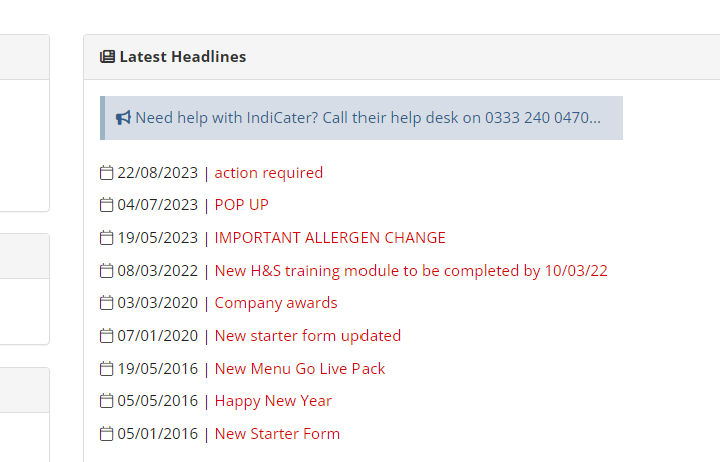 Latest Headlines
Need help with IndiCater? Call their help desk on 0333 240 0470...
22/08/2023 | action required
04/07/2023 | POP UP
19/05/2023 | IMPORTANT ALLERGEN CHANGE
08/03/2022 | New H&S training module to be completed by 10/03/22
03/03/2020 | Company awards
07/01/2020 | New starter form updated
19/05/2016 | New Menu Go Live Pack
05/05/2016 | Happy New Year
05/01/2016 | New Starter Form